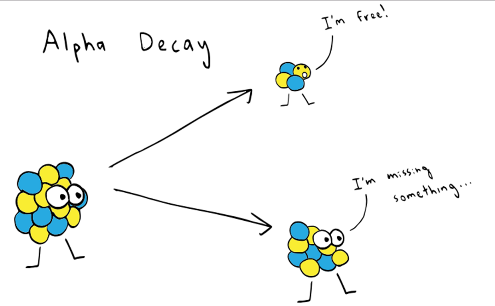 Alpha Decay
I'm free!
I'm missing
something...